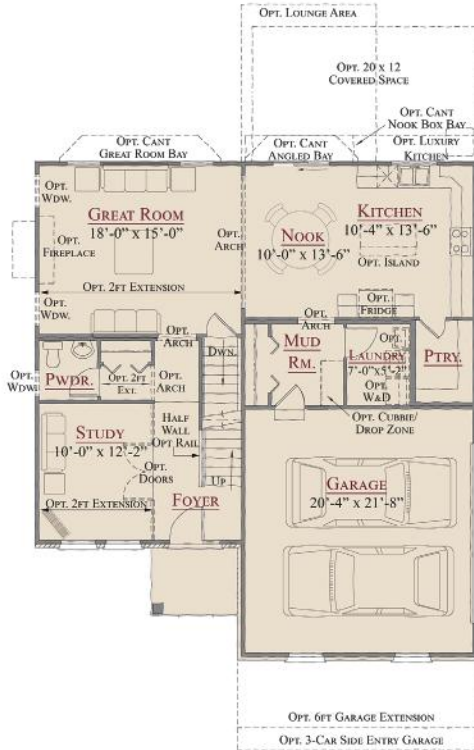 OPT. LOUNGE AREA
OPT. 20 x 12
COVERED SPACE
OPT. CANT
NOOK BOX BAY
OPT. CANT
GREAT ROOM BAY
OPT. CANT
ANGLED BAY
OPT. LUXURY
KITCHEN
OPT.
WDW.
GREAT ROOM
18'-0" x 15'-0"
OPT.
FIREPLACE
OPT.
ARCH
NOOK
10'-0" x 13'-6"
KITCHEN
10'-4" x 13'-6"
OPT. ISLAND
OPT. 2FT EXTENSION
OPT.
WDW.
OPT.
FRIDGE
OPT.
ARCH
OPT.
ARCH
DWN.
MUD
RM.
LAUNDRY
7'-0"x5'-2"
OPT.
W&D
PTRY.
OPT.
WDW.
PWDR.
OPT. 2FT
EXT.
OPT.
ARCH
OPT. CUBBIE/
DROP ZONE
HALF
WALL
OPT RAIL
STUDY
10'-0" x 12'-2"
OPT.
DOORS
UP
OPT. 2FT EXTENSION
FOYER
GARAGE
20'-4" x 21'-8"
OPT. 6FT GARAGE EXTENSION
OPT. 3-CAR SIDE ENTRY GARAGE